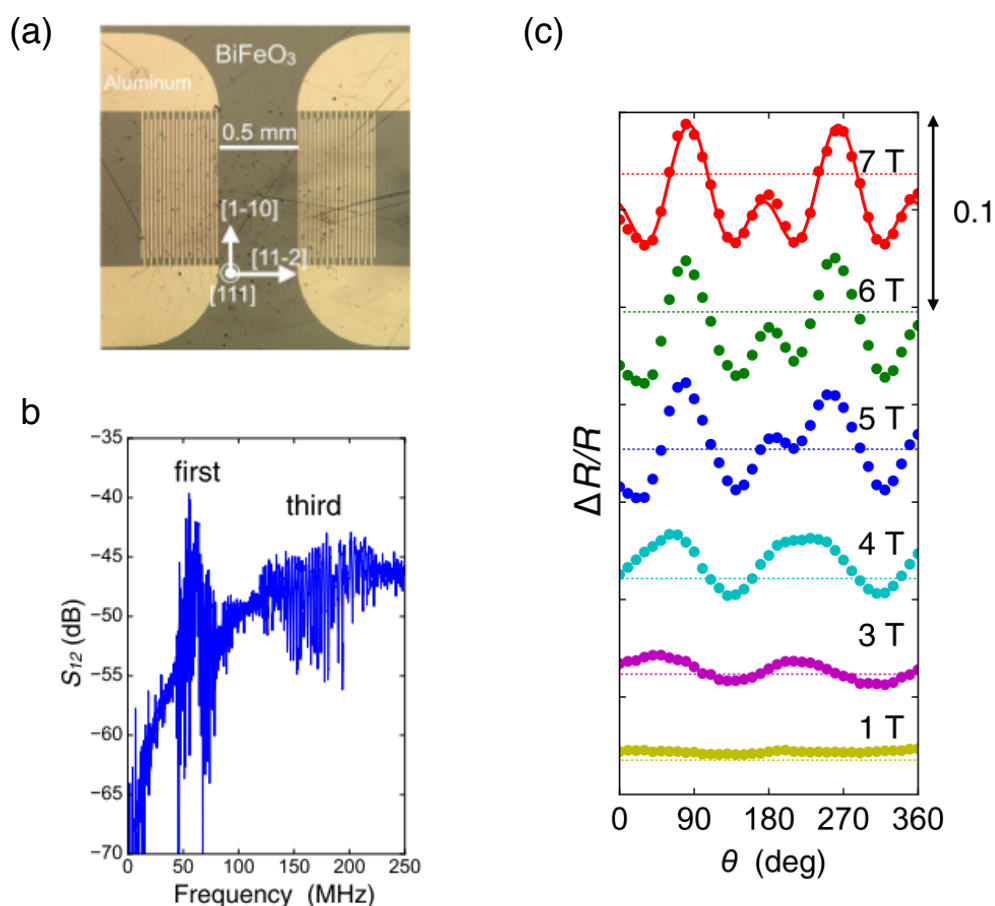 (a)
BiFeO₃
Aluminum
0.5 mm
[1-10]
[11-2]
[111]
b
−35
−40
−45
−50
−55
−60
−65
−70
S₁₂ (dB)
first
third
0
50
100
150
200
250
Frequency (MHz)
(c)
7 T
0.1
6 T
5 T
4 T
3 T
1 T
ΔR/R
0
90
180
270
360
θ (deg)